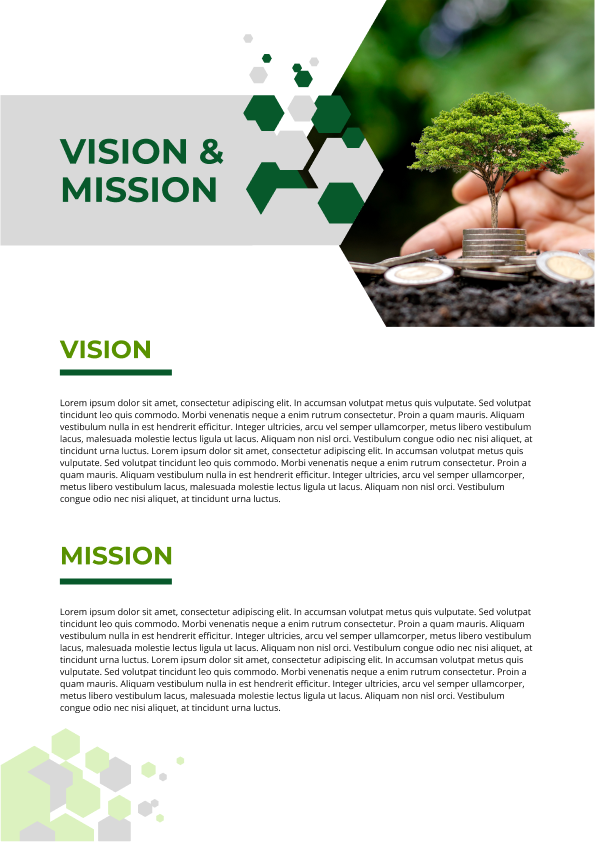 VISION &
MISSION
VISION
Lorem ipsum dolor sit amet, consectetur adipiscing elit. In accumsan volutpat metus quis vulputate. Sed volutpat
tincidunt leo quis commodo. Morbi venenatis neque a enim rutrum consectetur. Proin a quam mauris. Aliquam
vestibulum nulla in est hendrerit efficitur. Integer ultricies, arcu vel semper ullamcorper, metus libero vestibulum
lacus, malesuada molestie lectus ligula ut lacus. Aliquam non nisl orci. Vestibulum congue odio nec nisi aliquet, at
tincidunt urna luctus. Lorem ipsum dolor sit amet, consectetur adipiscing elit. In accumsan volutpat metus quis
vulputate. Sed volutpat tincidunt leo quis commodo. Morbi venenatis neque a enim rutrum consectetur. Proin a
quam mauris. Aliquam vestibulum nulla in est hendrerit efficitur. Integer ultricies, arcu vel semper ullamcorper,
metus libero vestibulum lacus, malesuada molestie lectus ligula ut lacus. Aliquam non nisl orci. Vestibulum
congue odio nec nisi aliquet, at tincidunt urna luctus.
MISSION
Lorem ipsum dolor sit amet, consectetur adipiscing elit. In accumsan volutpat metus quis vulputate. Sed volutpat
tincidunt leo quis commodo. Morbi venenatis neque a enim rutrum consectetur. Proin a quam mauris. Aliquam
vestibulum nulla in est hendrerit efficitur. Integer ultricies, arcu vel semper ullamcorper, metus libero vestibulum
lacus, malesuada molestie lectus ligula ut lacus. Aliquam non nisl orci. Vestibulum congue odio nec nisi aliquet, at
tincidunt urna luctus. Lorem ipsum dolor sit amet, consectetur adipiscing elit. In accumsan volutpat metus quis
vulputate. Sed volutpat tincidunt leo quis commodo. Morbi venenatis neque a enim rutrum consectetur. Proin a
quam mauris. Aliquam vestibulum nulla in est hendrerit efficitur. Integer ultricies, arcu vel semper ullamcorper,
metus libero vestibulum lacus, malesuada molestie lectus ligula ut lacus. Aliquam non nisl orci. Vestibulum
congue odio nec nisi aliquet, at tincidunt urna luctus.